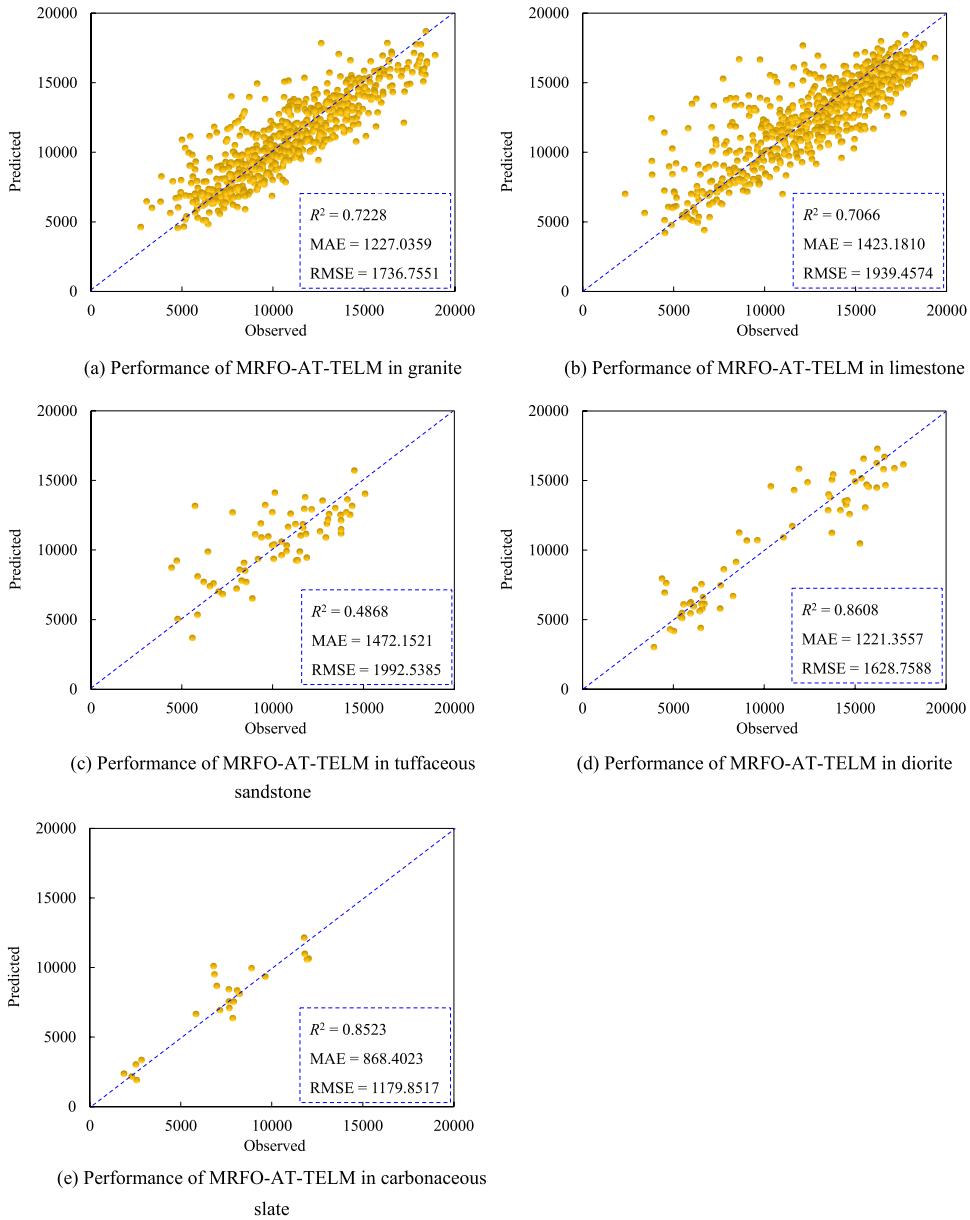 20000
15000
10000
5000
0
Predicted
R² = 0.7228
MAE = 1227.0359
RMSE = 1736.7551
0 5000 10000 15000 20000
Observed
(a) Performance of MRFO-AT-TELM in granite
20000
15000
10000
5000
0
Predicted
R² = 0.7066
MAE = 1423.1810
RMSE = 1939.4574
0 5000 10000 15000 20000
Observed
(b) Performance of MRFO-AT-TELM in limestone
20000
15000
10000
5000
0
Predicted
R² = 0.4868
MAE = 1472.1521
RMSE = 1992.5385
0 5000 10000 15000 20000
Observed
(c) Performance of MRFO-AT-TELM in tuffaceous
sandstone
20000
15000
10000
5000
0
Predicted
R² = 0.8608
MAE = 1221.3557
RMSE = 1628.7588
0 5000 10000 15000 20000
Observed
(d) Performance of MRFO-AT-TELM in diorite
20000
15000
10000
5000
0
Predicted
R² = 0.8523
MAE = 868.4023
RMSE = 1179.8517
0 5000 10000 15000 20000
Observed
(e) Performance of MRFO-AT-TELM in carbonaceous
slate